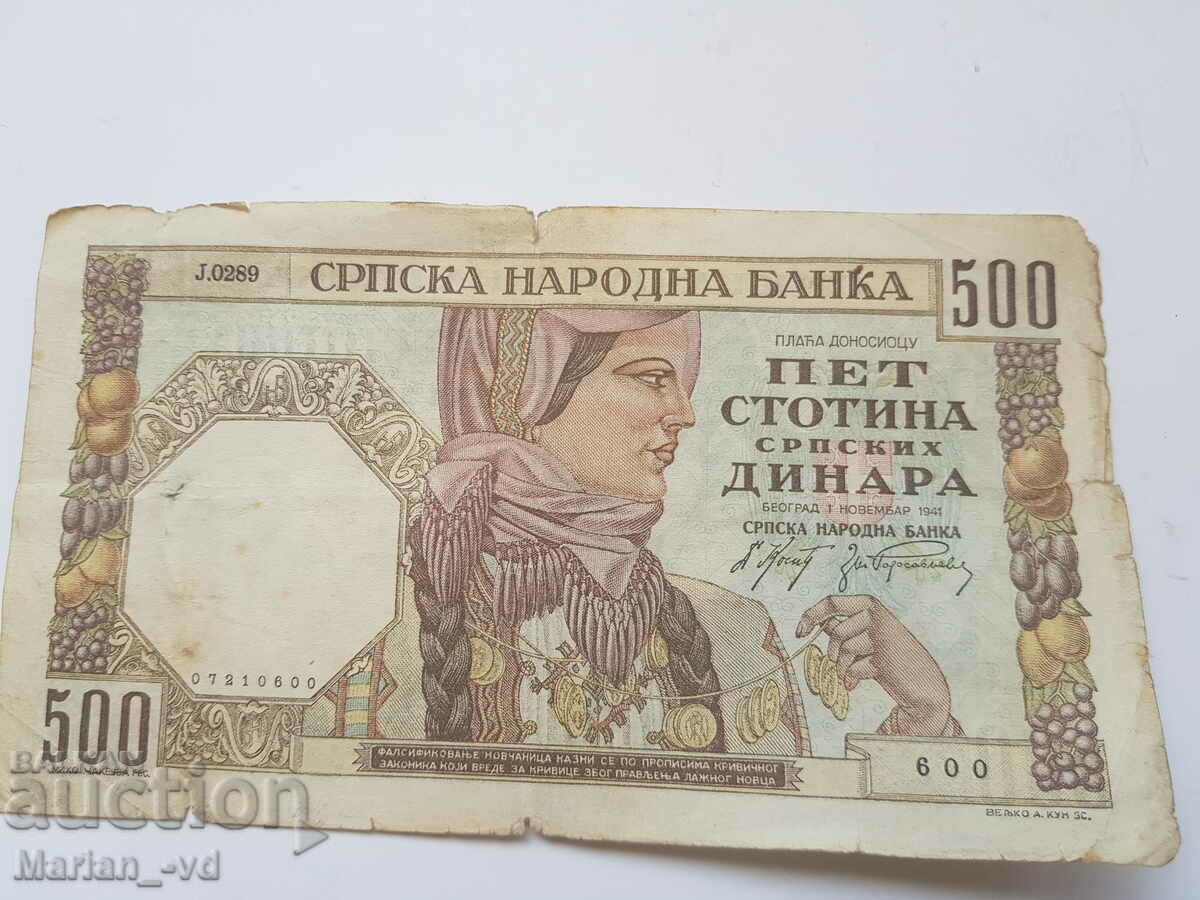 J.0289
СРПСКА НАРОДНА БАНКА
500
ПЛАЋА ДОНОСИОЦУ
ПЕТ
СТОТИНА
СРПСКИХ
ДИНАРА
БЕОГРАД 1 НОВЕМБАР 1941
СРПСКА НАРОДНА БАНКА
07210600
500
ФАЛСИФИКОВАЊЕ НОВЧАНИЦА КАЗНИ СЕ ПО ПРОПИСИМА КРИВИЧНОГ
ЗАКОНИКА КОЈИ ВРЕДЕ ЗА КРИВИЦЕ ЗБОГ ПРАВЉЕЊА ЛАЖНОГ НОВЦА
600
ВЕЉКО А. КУН SC.
BALKAN
auction
Marian_-vd